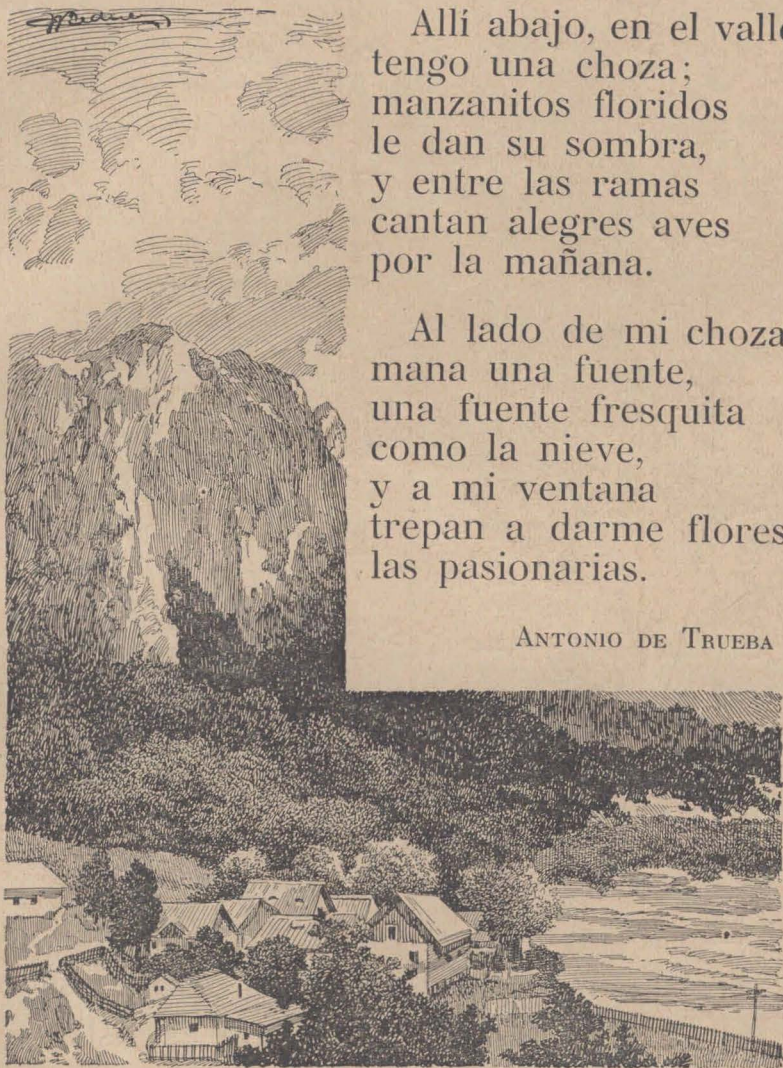 Allí abajo, en el valle
tengo una choza;
manzanitos floridos
le dan su sombra,
y entre las ramas
cantan alegres aves
por la mañana.
Al lado de mi choza
mana una fuente,
una fuente fresquita
como la nieve,
y a mi ventana
trepan a darme flores
las pasionarias.
ANTONIO DE TRUEBA